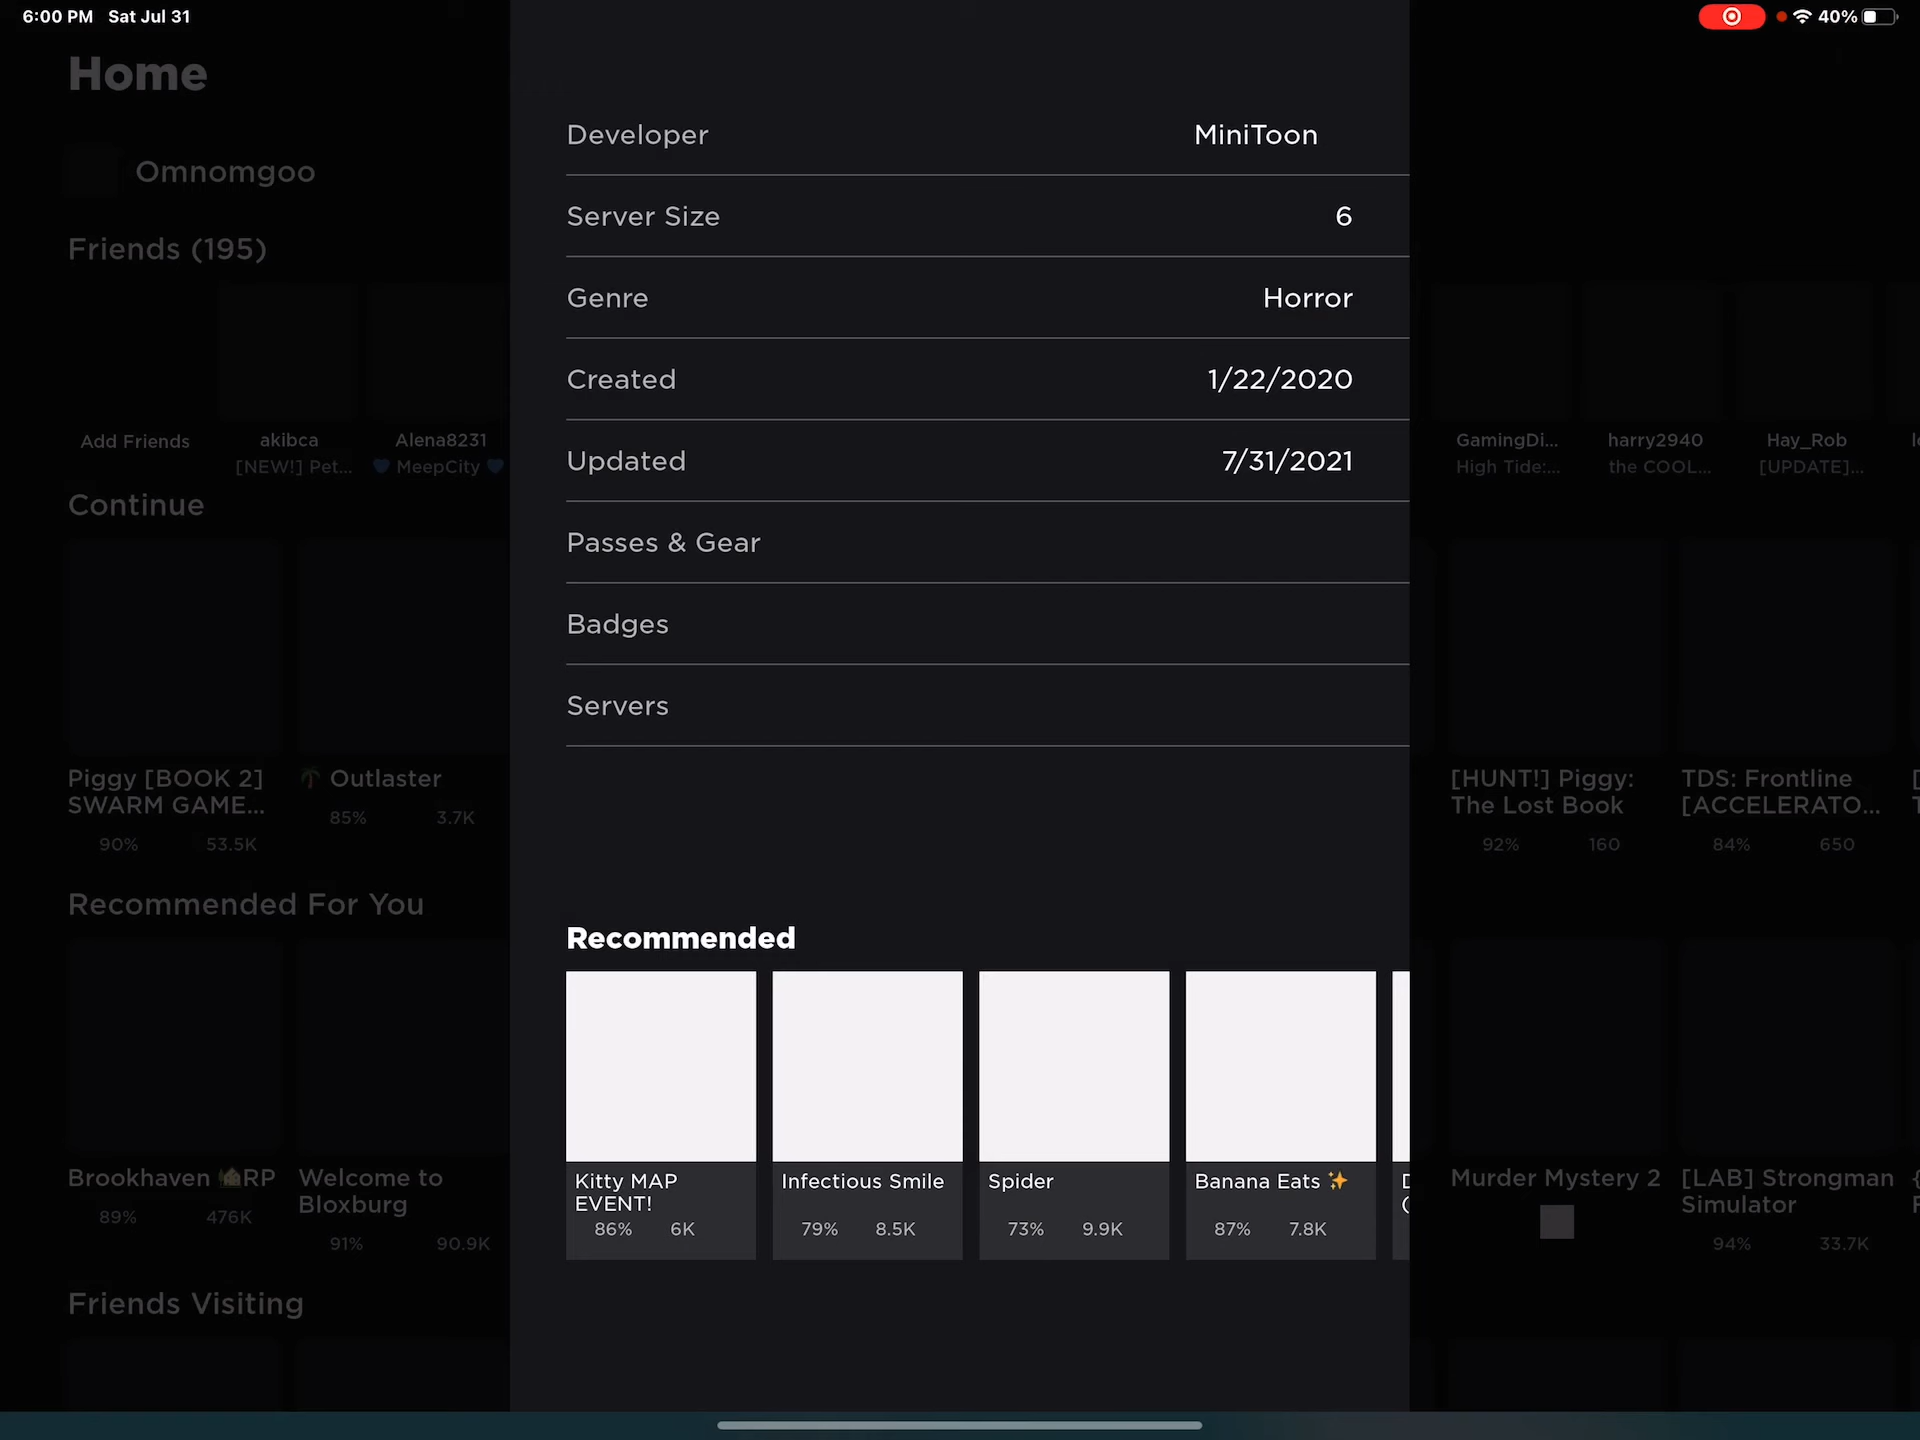 6:00 PM Sat Jul 31
40%
Home
Omnomgoo
Friends (195)
Add Friends
akibca
[NEW!] Pet...
Alena8231
💙 MeepCity 💙
GamingDi...
High Tide:...
harry2940
the COOL...
Hay_Rob
[UPDATE]...
Continue
Piggy [BOOK 2]
SWARM GAME...
90% 53.5K
🌴 Outlaster
85% 3.7K
[HUNT!] Piggy:
The Lost Book
92% 160
TDS: Frontline
[ACCELERATO...
84% 650
Recommended For You
Brookhaven 🏡RP
89% 476K
Welcome to
Bloxburg
91% 90.9K
Murder Mystery 2
[LAB] Strongman
Simulator
94% 33.7K
Friends Visiting
Developer MiniToon
Server Size 6
Genre Horror
Created 1/22/2020
Updated 7/31/2021
Passes & Gear
Badges
Servers
Recommended
Kitty MAP
EVENT!
86% 6K
Infectious Smile
79% 8.5K
Spider
73% 9.9K
Banana Eats ✨
87% 7.8K